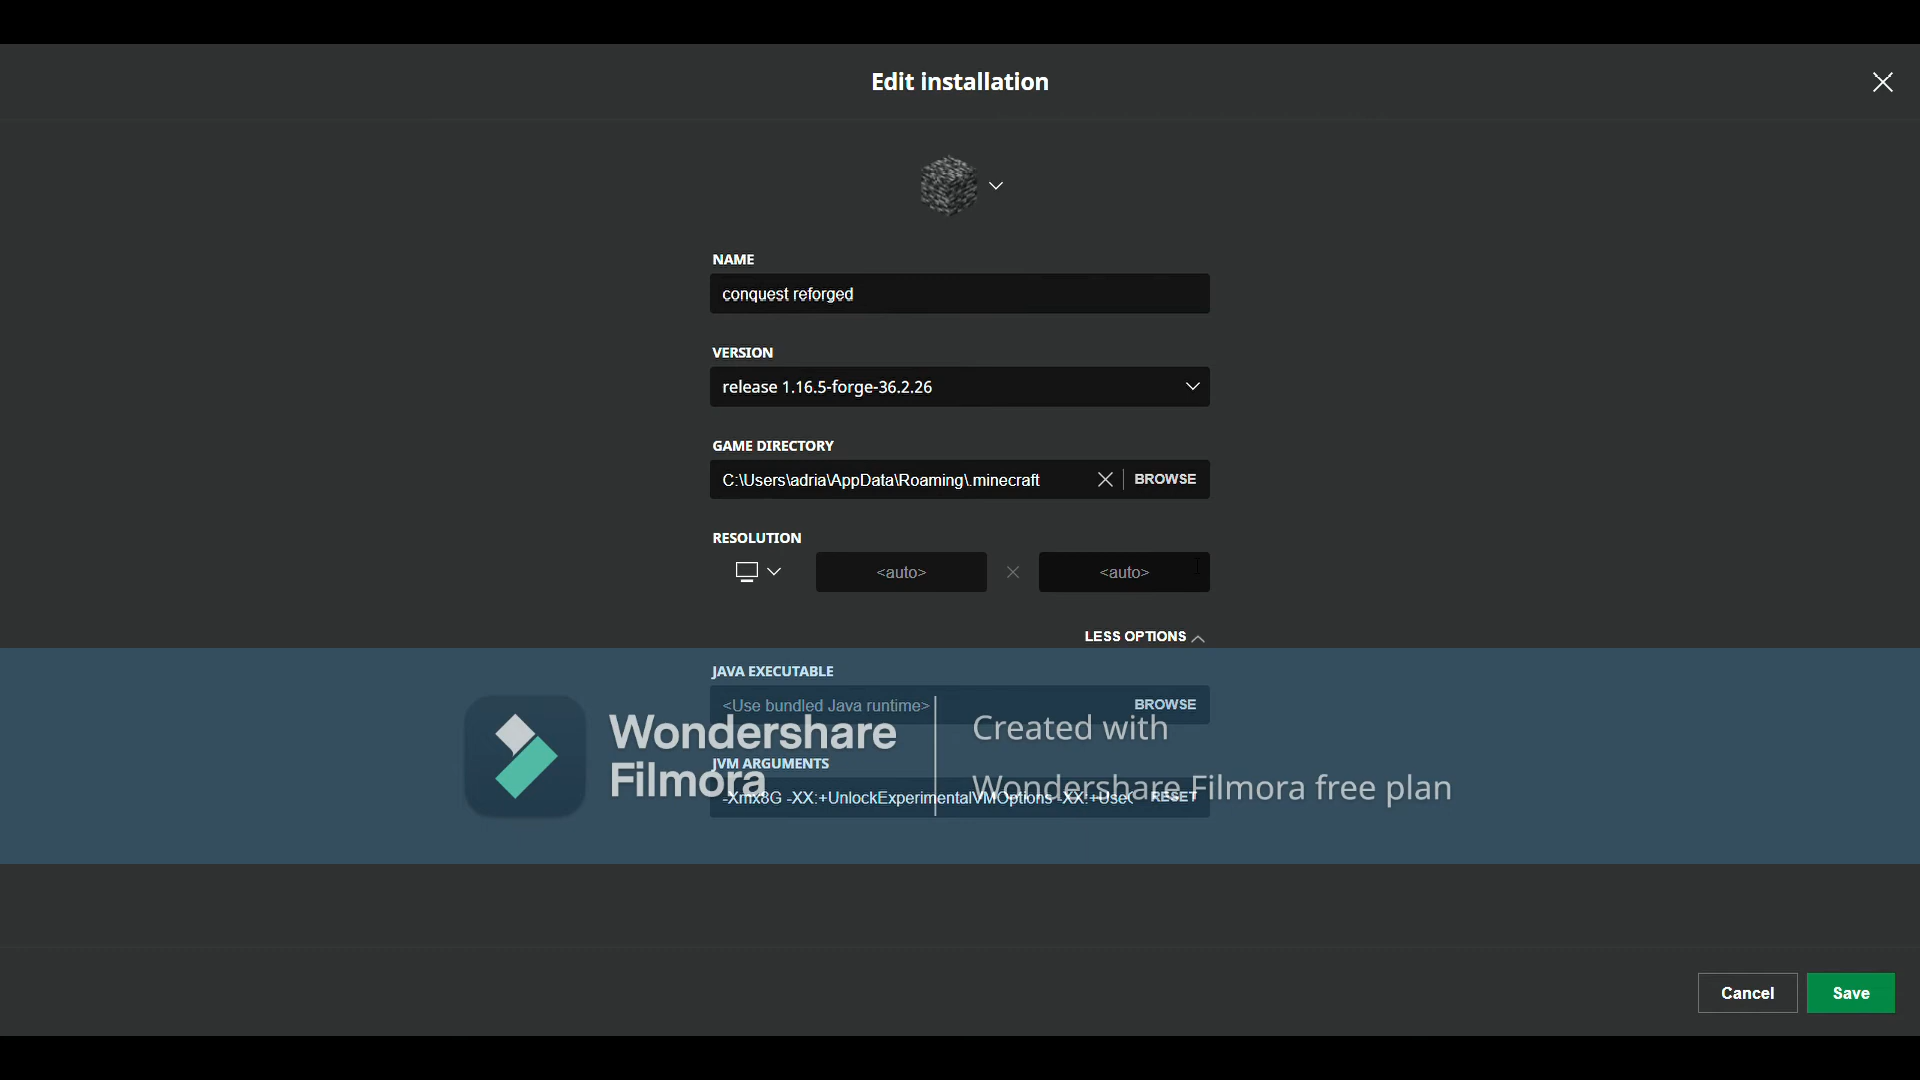 Edit installation
NAME
conquest reforged
VERSION
release 1.16.5-forge-36.2.26
GAME DIRECTORY
C:\Users\adria\AppData\Roaming\.minecraft
BROWSE
RESOLUTION
<auto>
<auto>
LESS OPTIONS
JAVA EXECUTABLE
<Use bundled Java runtime>
BROWSE
JVM ARGUMENTS
-Xmx8G -XX:+UnlockExperimentalVMOptions -XX:+Use
RESET
Wondershare
Filmora
Created with
Wondershare Filmora free plan
Cancel
Save